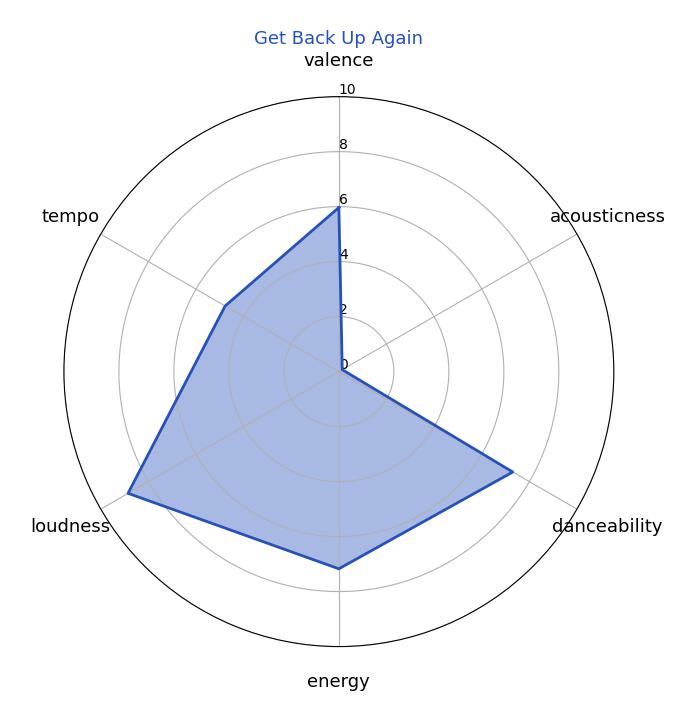 Get Back Up Again
valence
10
8
6
4
2
0
tempo
acousticness
loudness
danceability
energy